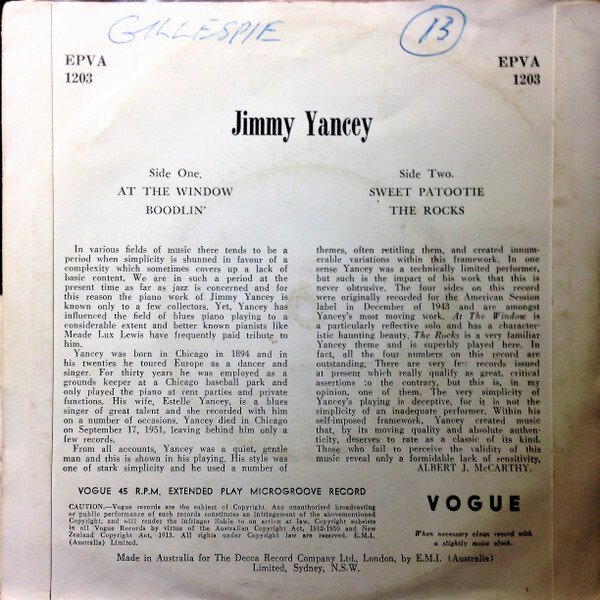 GILLESPIE
13
EPVA
1203
EPVA
1203
Jimmy Yancey
Side One.
AT THE WINDOW
BOODLIN'
Side Two.
SWEET PATOOTIE
THE ROCKS
In various fields of music there tends to be a
period when simplicity is shunned in favour of a
complexity which sometimes covers up a lack of
basic content. We are in such a period at the
present time as far as jazz is concerned and for
this reason the piano work of Jimmy Yancey is
known only to a few collectors. Yet, Yancey has
influenced the field of blues piano playing to a
considerable extent and better known pianists like
Meade Lux Lewis have frequently paid tribute to
him.
Yancey was born in Chicago in 1894 and in
his twenties he toured Europe as a dancer and
singer. For thirty years he was employed as a
grounds keeper at a Chicago baseball park and
only played the piano at rent parties and private
functions. His wife, Estelle Yancey, is a blues
singer of great talent and she recorded with him
on a number of occasions. Yancey died in Chicago
on September 17, 1951, leaving behind him only a
few records.
From all accounts, Yancey was a quiet, gentle
man and this is shown in his playing. His style was
one of stark simplicity and he used a number of
themes, often retitling them, and created innum-
erable variations within this framework. In one
sense Yancey was a technically limited performer,
but such is the impact of his work that this is
never obtrusive. The four sides on this record
were originally recorded for the American Session
label in December of 1943 and are amongst
Yancey's most moving work. At The Window is
a particularly reflective solo and has a character-
istic haunting beauty. The Rocks is a very familiar
Yancey theme and is superbly played here. In
fact, all the four numbers on this record are
outstanding. There are very few records issued
at present which really qualify as great, critical
assertions to the contrary, but this is, in my
opinion, one of them. The very simplicity of
Yancey's playing is deceptive, for it is not the
simplicity of an inadequate performer. Within his
self-imposed framework, Yancey created music
that, by its moving quality and absolute authen-
ticity, deserves to rate as a classic of its kind.
Those who fail to perceive the validity of this
music reveal only a formidable lack of sensitivity.
ALBERT J. McCARTHY.
VOGUE 45 R.P.M. EXTENDED PLAY MICROGROOVE RECORD
CAUTION.—Vogue records are the subject of Copyright. Any unauthorised broadcasting
or public performance of such records constitutes an infringement of the abovementioned
Copyright, and will render the infringer liable to an action at law. Copyright subsists
in all Vogue Records by virtue of the Australian Copyright Act, 1912-1950 and New
Zealand Copyright Act, 1913. All rights under Copyright law are reserved. E.M.I.
(Australia) Limited.
VOGUE
When necessary clean record with
a slightly moist cloth.
Made in Australia for The Decca Record Company Ltd., London, by E.M.I. (Australia)
Limited, Sydney, N.S.W.